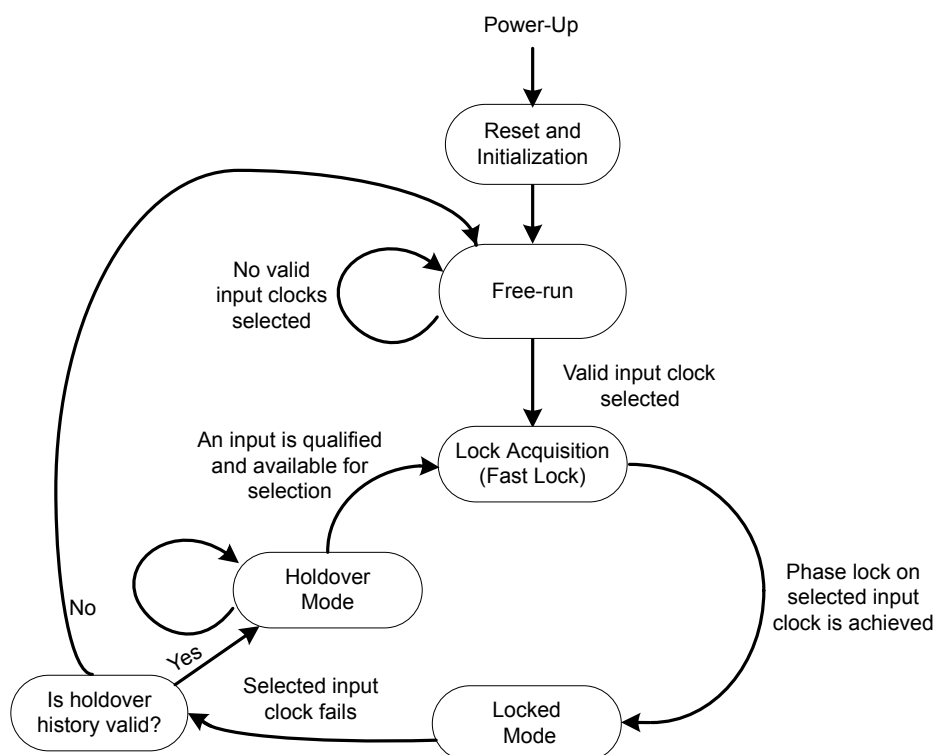 Power-Up
Reset and
Initialization
No valid
input clocks
selected
Free-run
Valid input clock
selected
An input is qualified
and available for
selection
Lock Acquisition
(Fast Lock)
Holdover
Mode
Phase lock on
selected input
clock is achieved
No
Yes
Is holdover
history valid?
Selected input
clock fails
Locked
Mode